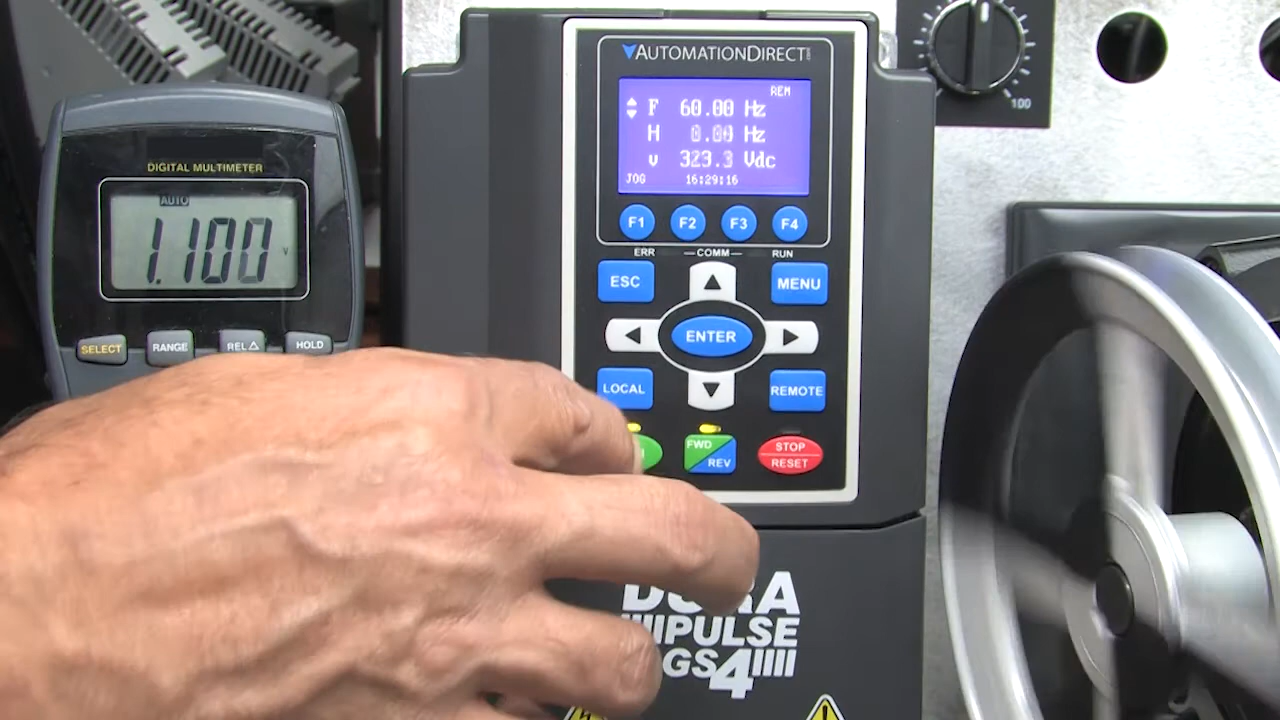 AUTOMATIONDIRECT
REM
F 60.00 Hz
H 0.00 Hz
v 323.3 Vdc
JOG 16:29:16
F1 F2 F3 F4
ERR COMM RUN
ESC
MENU
ENTER
LOCAL
REMOTE
FWD
REV
STOP
RESET
PULSE
GS4
DIGITAL MULTIMETER
AUTO
1.100 V
SELECT
RANGE
REL△
HOLD
100